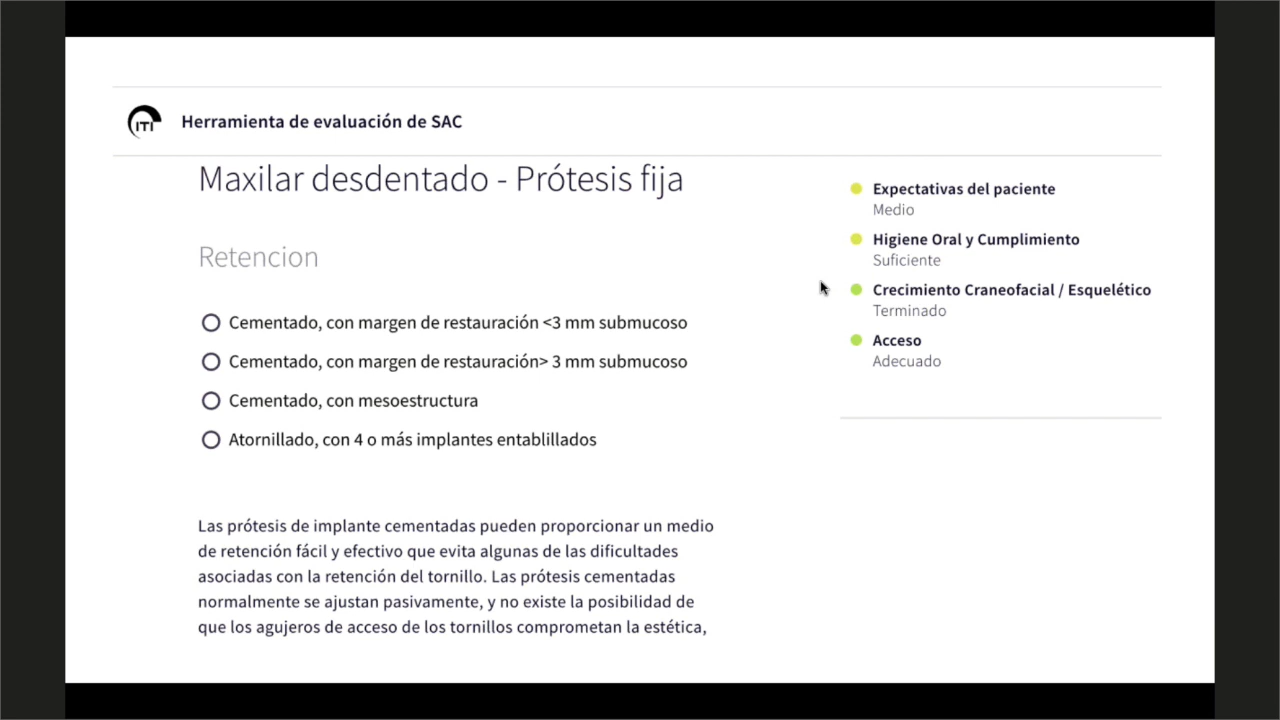 ITI
Herramienta de evaluación de SAC
Maxilar desdentado - Prótesis fija
Retencion
Cementado, con margen de restauración <3 mm submucoso
Cementado, con margen de restauración> 3 mm submucoso
Cementado, con mesoestructura
Atornillado, con 4 o más implantes entablillados
Las prótesis de implante cementadas pueden proporcionar un medio
de retención fácil y efectivo que evita algunas de las dificultades
asociadas con la retención del tornillo. Las prótesis cementadas
normalmente se ajustan pasivamente, y no existe la posibilidad de
que los agujeros de acceso de los tornillos comprometan la estética,
Expectativas del paciente
Medio
Higiene Oral y Cumplimiento
Suficiente
Crecimiento Craneofacial / Esquelético
Terminado
Acceso
Adecuado